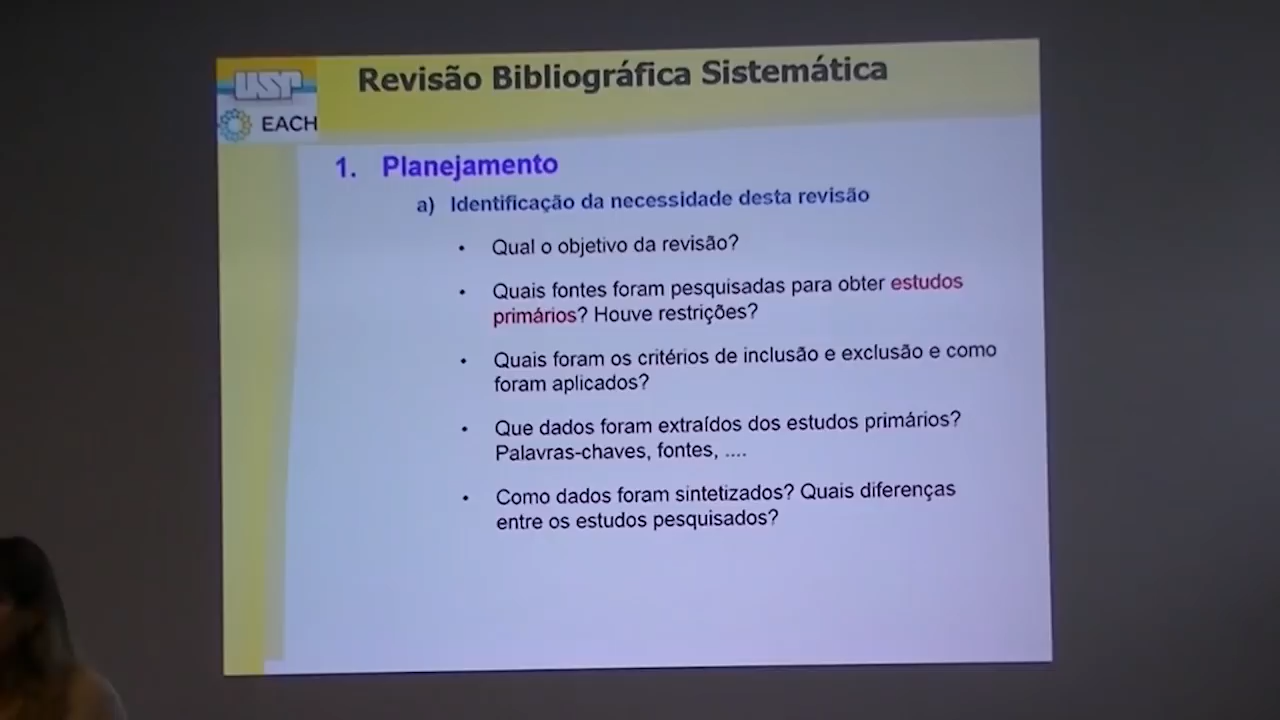 USP
EACH
Revisão Bibliográfica Sistemática
1. Planejamento
a) Identificação da necessidade desta revisão
• Qual o objetivo da revisão?
• Quais fontes foram pesquisadas para obter estudos
primários? Houve restrições?
• Quais foram os critérios de inclusão e exclusão e como
foram aplicados?
• Que dados foram extraídos dos estudos primários?
Palavras-chaves, fontes, ....
• Como dados foram sintetizados? Quais diferenças
entre os estudos pesquisados?